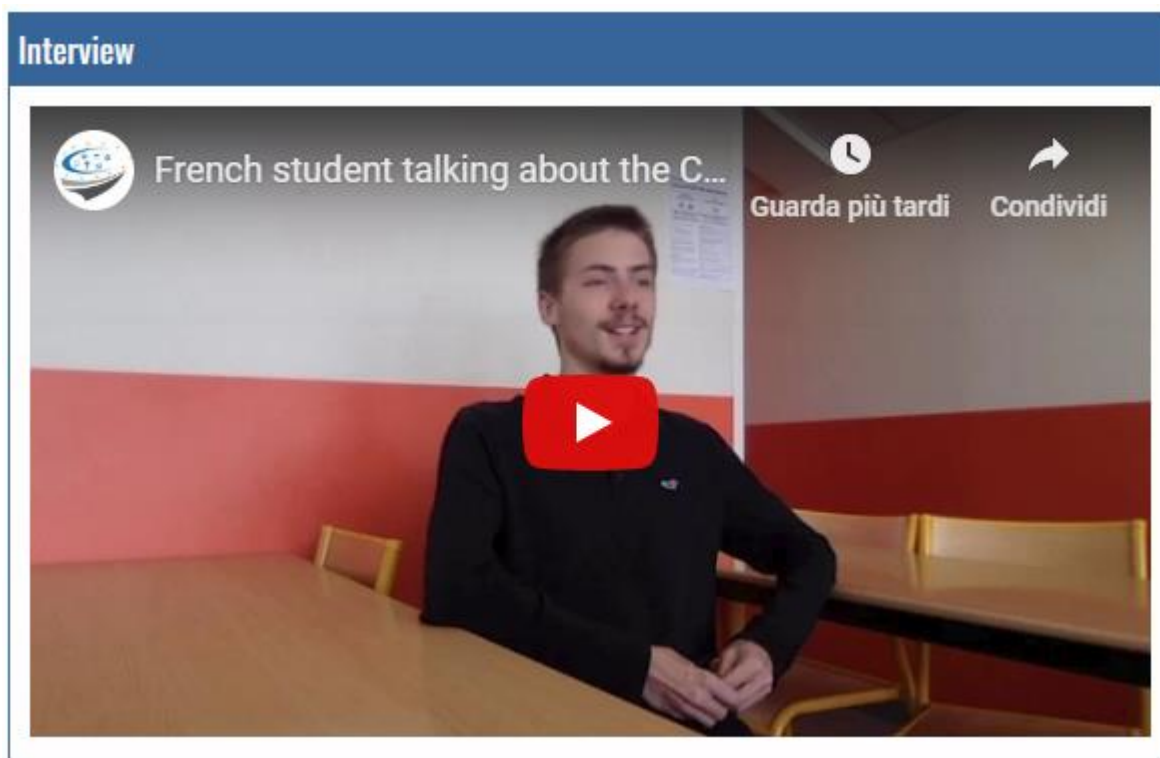 Interview
French student talking about the C...
Guarda più tardi
Condividi